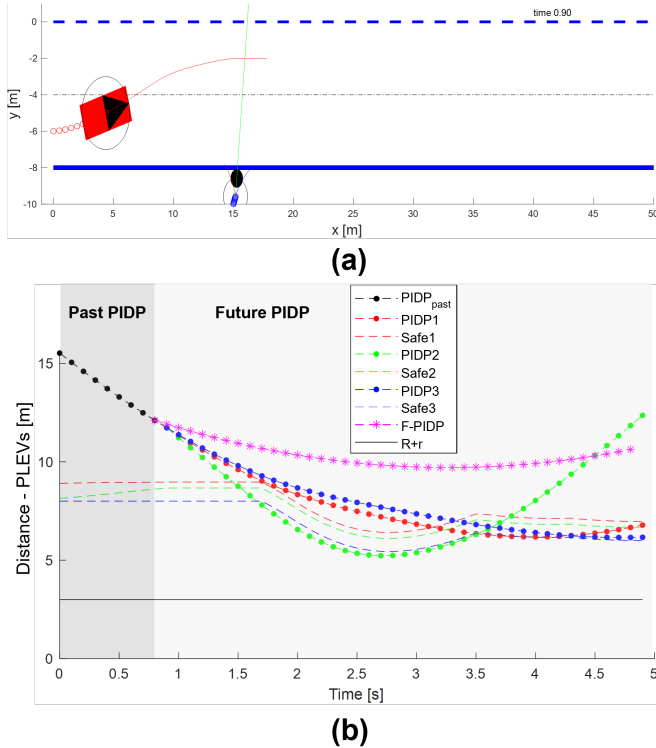 time 0.90
0
-2
-4
-6
-8
-10
y [m]
0 5 10 15 20 25 30 35 40 45 50
x [m]
(a)
Past PIDP
Future PIDP
PIDPpast
PIDP1
Safe1
PIDP2
Safe2
PIDP3
Safe3
F-PIDP
R+r
15
10
5
0
Distance - PLEVs [m]
0 0.5 1 1.5 2 2.5 3 3.5 4 4.5 5
Time [s]
(b)